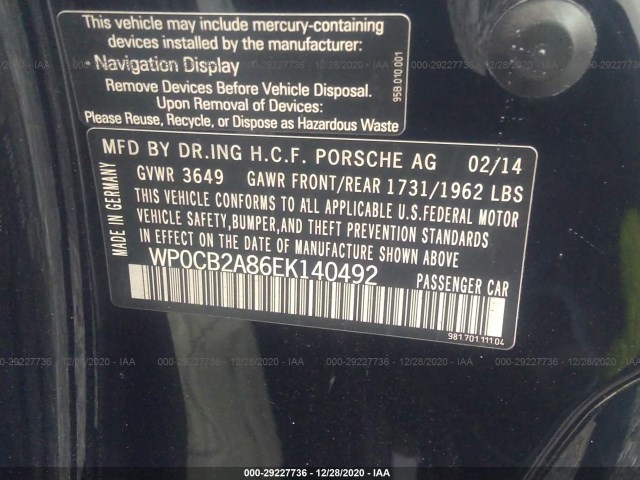 This vehicle may include mercury-containing
devices installed by the manufacturer:
• Navigation Display
Remove Devices Before Vehicle Disposal.
Upon Removal of Devices:
Please Reuse, Recycle, or Dispose as Hazardous Waste
95B 010 001
MFD BY DR.ING H.C.F. PORSCHE AG 02/14
GVWR 3649 GAWR FRONT/REAR 1731/1962 LBS
THIS VEHICLE CONFORMS TO ALL APPLICABLE U.S.FEDERAL MOTOR
VEHICLE SAFETY,BUMPER,AND THEFT PREVENTION STANDARDS
IN EFFECT ON THE DATE OF MANUFACTURE SHOWN ABOVE
MADE IN GERMANY
WP0CB2A86EK140492
PASSENGER CAR
981.701.111.04
000-29227736 · 12/28/2020 - IAA